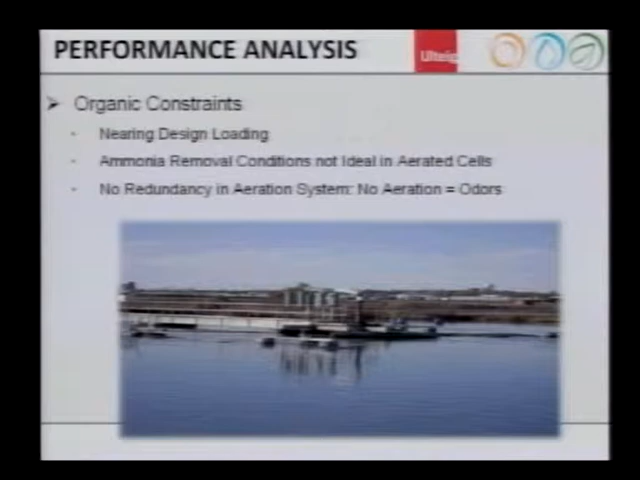 PERFORMANCE ANALYSIS
Ulteig
Organic Constraints
Nearing Design Loading
Ammonia Removal Conditions not Ideal in Aerated Cells
No Redundancy in Aeration System: No Aeration = Odors